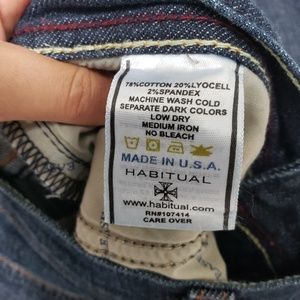 78%COTTON 20%LYOCELL
2%SPANDEX
MACHINE WASH COLD
SEPARATE DARK COLORS
LOW DRY
MEDIUM IRON
NO BLEACH
MADE IN U.S.A.
HABITUAL
www.habitual.com
RN#107414
CARE OVER